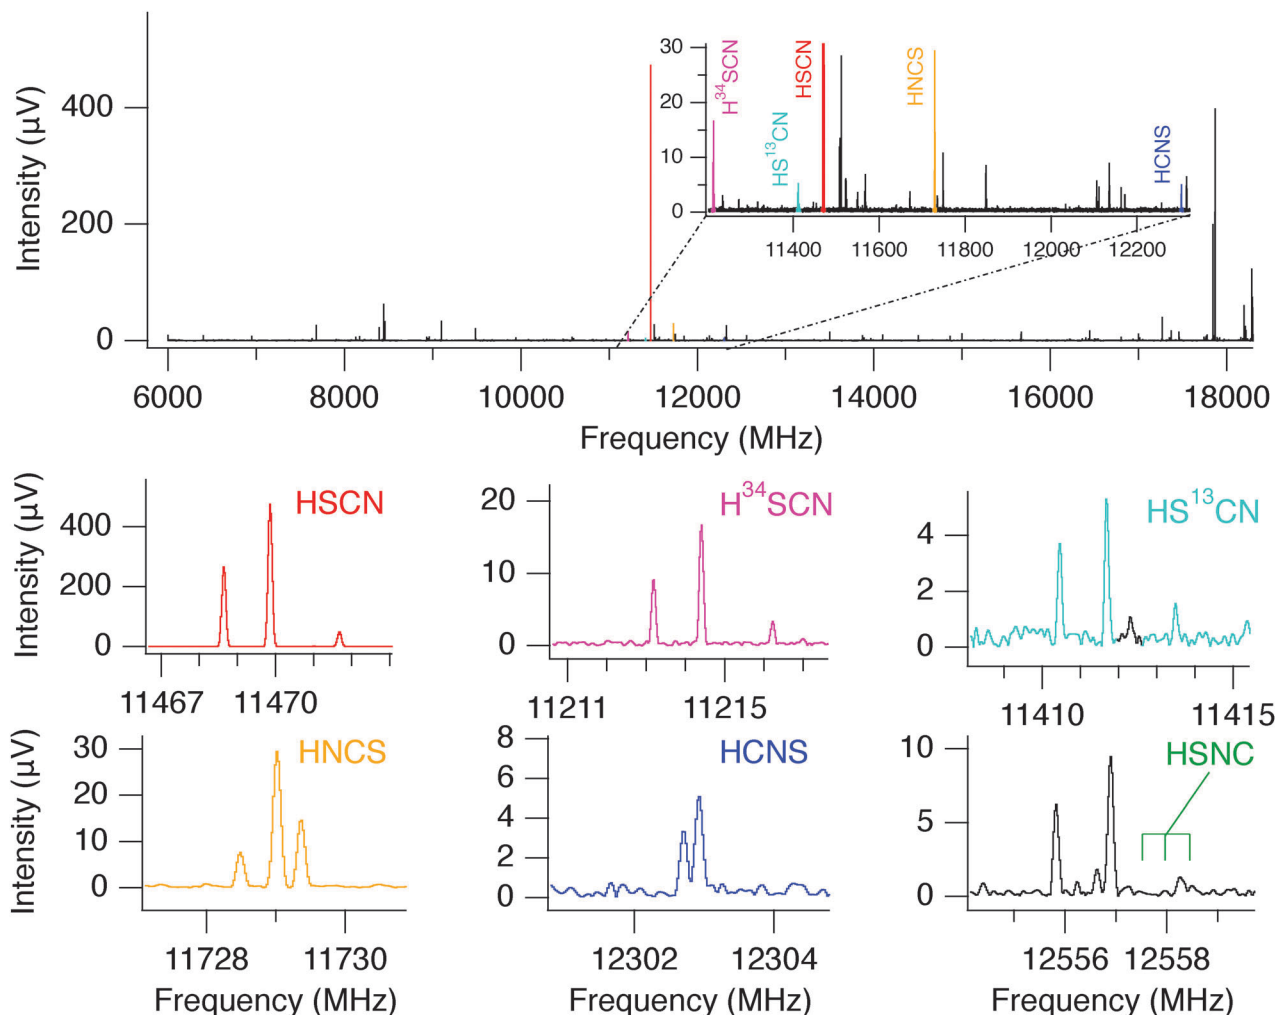 Intensity (μV)
400
200
0
6000
8000
10000
12000
14000
16000
18000
Frequency (MHz)
30
20
10
0
H³⁴SCN
HS¹³CN
HSCN
HNCS
HCNS
11400
11600
11800
12000
12200
Intensity (μV)
400
200
0
HSCN
11467
11470
20
10
0
H³⁴SCN
11211
11215
4
2
0
HS¹³CN
11410
11415
Intensity (μV)
30
20
10
0
HNCS
11728
11730
Frequency (MHz)
8
6
4
2
0
HCNS
12302
12304
Frequency (MHz)
10
5
0
HSNC
12556
12558
Frequency (MHz)